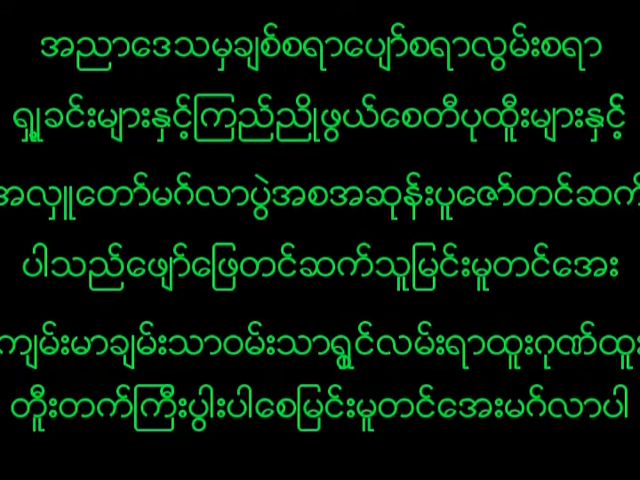 အညာဒေသမှချစ်စရာပျော်စရာလွမ်းစရာ
ရှုခင်းများနှင့်ကြည်ညိုဖွယ်စေတီပုထိုးများနှင့်
အလှူတော်မင်္ဂလာပွဲအစအဆုန်းပူဇော်တင်ဆက်
ပါသည်ဖျော်ဖြေတင်ဆက်သူမြင်းမူတင်အေး
ကျမ်းမာချမ်းသာဝမ်းသာရွှင်လမ်းရာထူးဂုဏ်ထူး
တိုးတက်ကြီးပွါးပါစေမြင်းမူတင်အေးမင်္ဂလာပါ